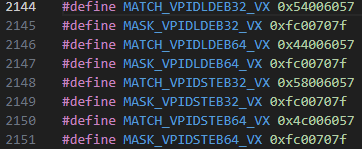 2144 #define MATCH_VPIDLDEB32_VX 0x54006057
2145 #define MASK_VPIDLDEB32_VX 0xfc00707f
2146 #define MATCH_VPIDLDEB64_VX 0x44006057
2147 #define MASK_VPIDLDEB64_VX 0xfc00707f
2148 #define MATCH_VPIDSTEB32_VX 0x58006057
2149 #define MASK_VPIDSTEB32_VX 0xfc00707f
2150 #define MATCH_VPIDSTEB64_VX 0x4c006057
2151 #define MASK_VPIDSTEB64_VX 0xfc00707f